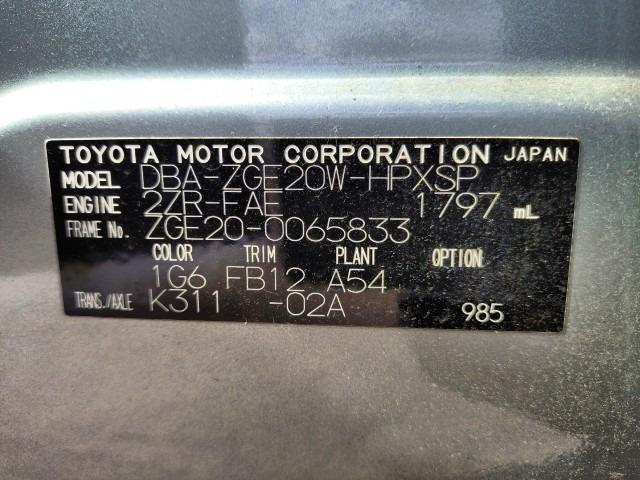 TOYOTA MOTOR CORPORATION JAPAN
MODEL DBA-ZGE20W-HPXSP
ENGINE 2ZR-FAE 1797 mL
FRAME No. ZGE20-0065833
COLOR TRIM PLANT OPTION
1G6 FB12 A54
TRANS./AXLE K311 -02A 985